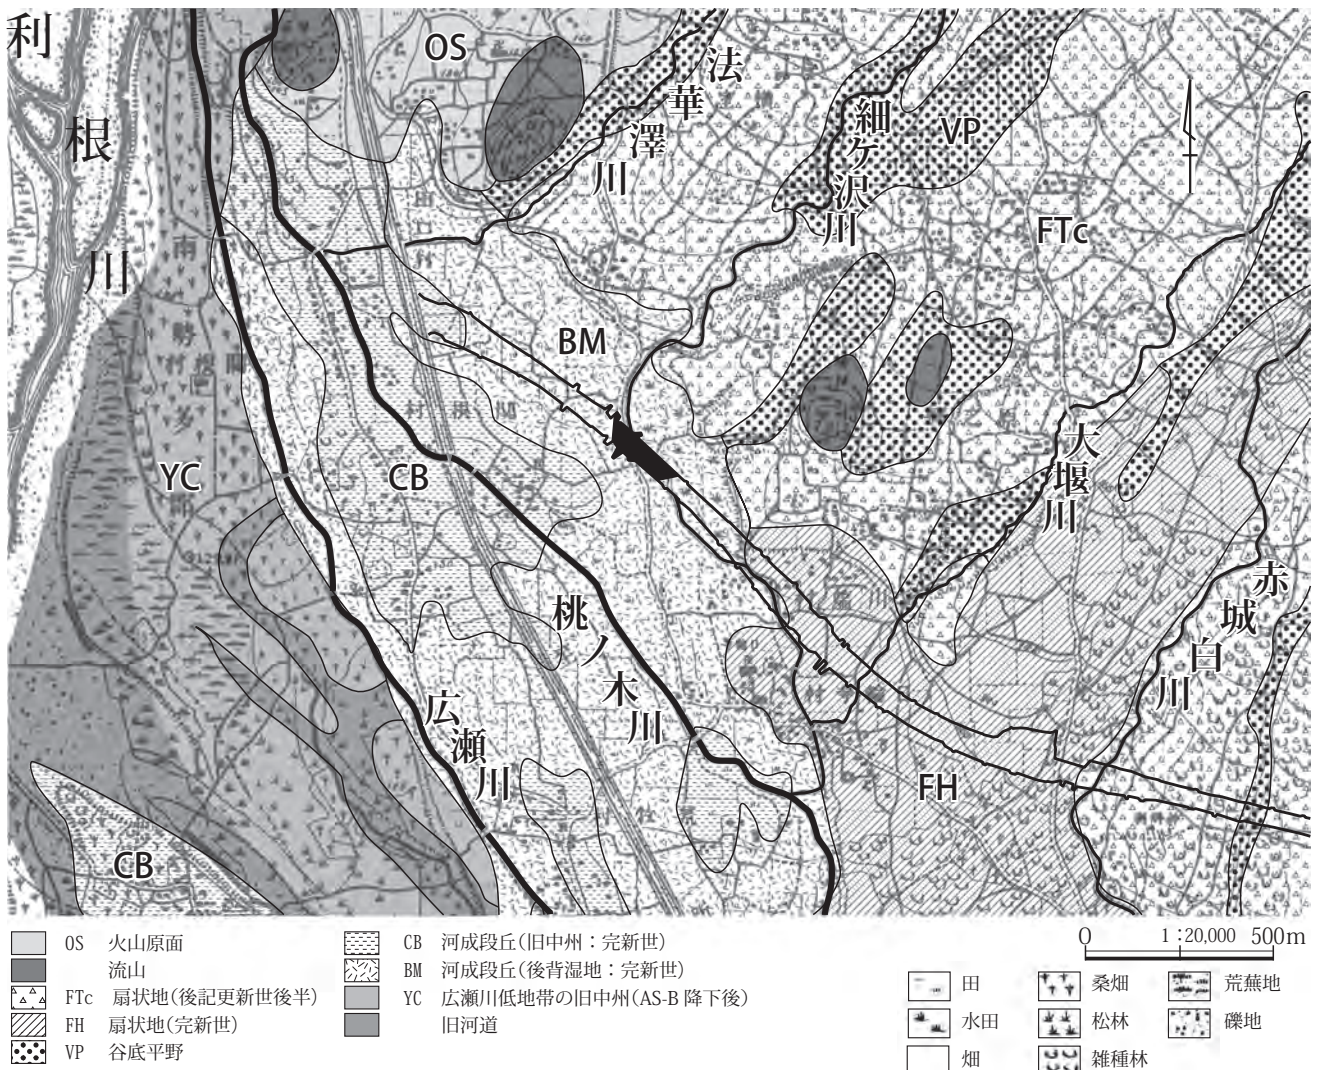 利根川
OS
法華澤川
細ケ沢川
VP
FTc
BM
YC
CB
大堰川
赤城白川
桃ノ木川
広瀬川
FH
CB
OS 火山原面
流山
FTc 扇状地(後記更新世後半)
FH 扇状地(完新世)
VP 谷底平野
CB 河成段丘(旧中州：完新世)
BM 河成段丘(後背湿地：完新世)
YC 広瀬川低地帯の旧中州(AS-B 降下後)
旧河道
0 1：20,000 500m
田
水田
畑
桑畑
松林
雑種林
荒蕪地
礫地